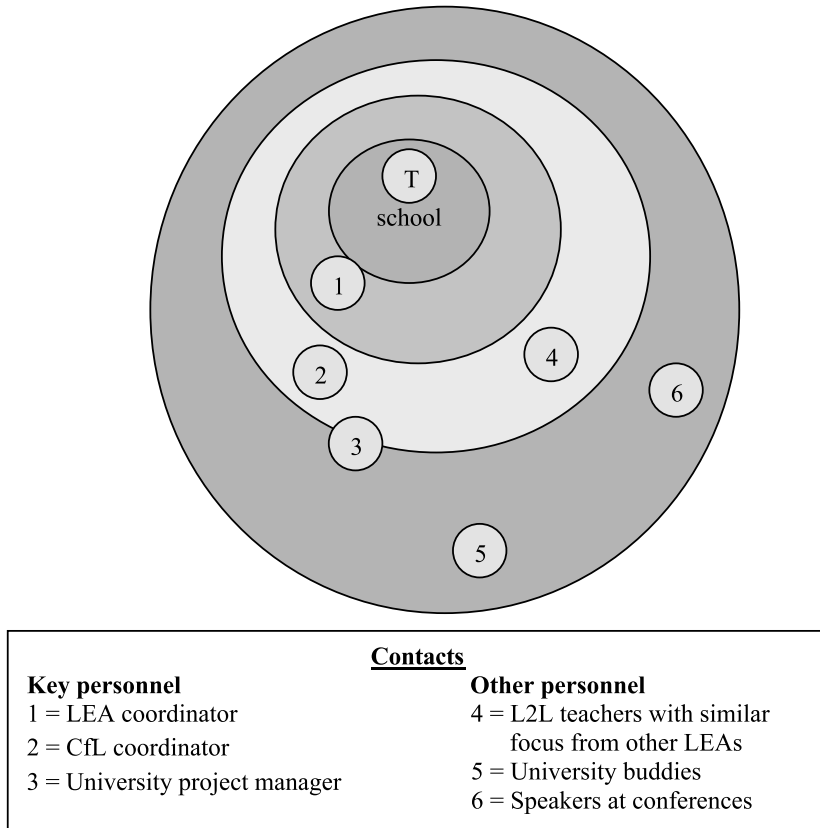 T
school
1
2
4
6
3
5
Contacts
Key personnel
1 = LEA coordinator
2 = CfL coordinator
3 = University project manager
Other personnel
4 = L2L teachers with similar
focus from other LEAs
5 = University buddies
6 = Speakers at conferences